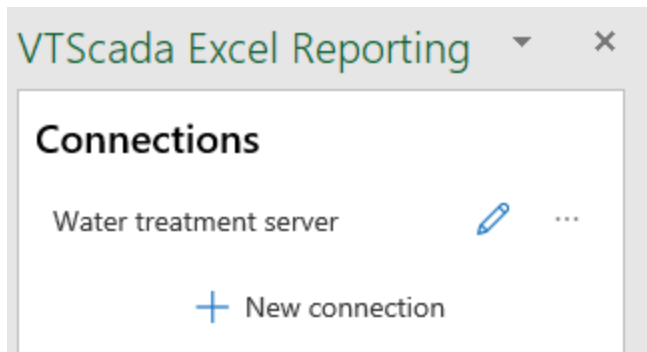 VTScada Excel Reporting
Connections
Water treatment server
New connection